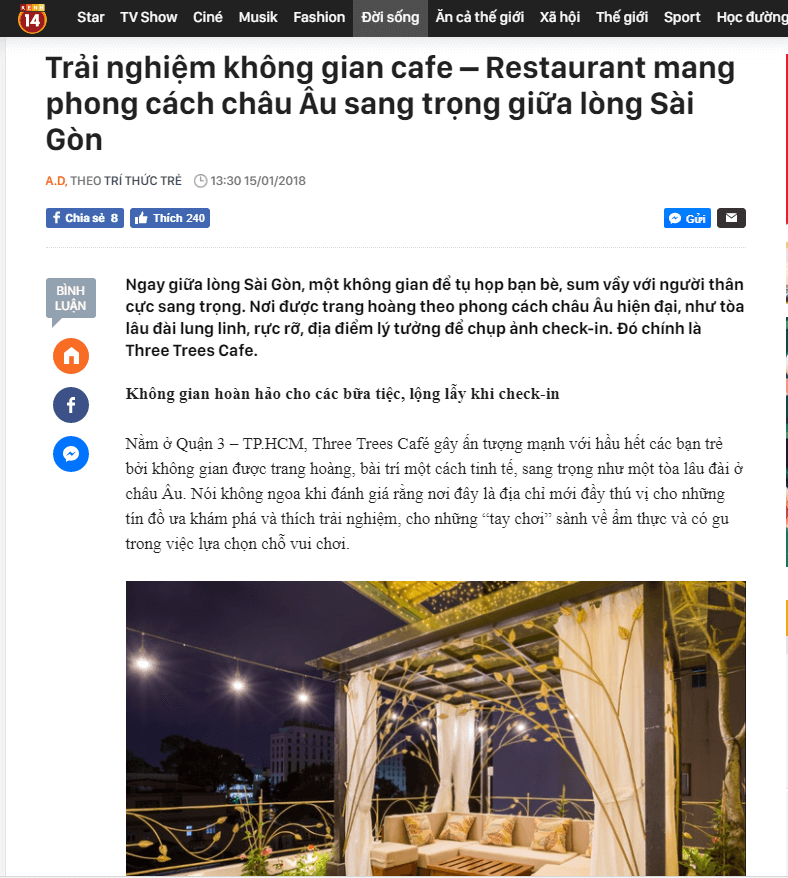 KENH
14
Star TV Show Ciné Musik Fashion Đời sống Ăn cả thế giới Xã hội Thế giới Sport Học đường
Trải nghiệm không gian cafe – Restaurant mang
phong cách châu Âu sang trọng giữa lòng Sài
Gòn
A.D, THEO TRÍ THỨC TRẺ 13:30 15/01/2018
Chia sẻ 8 Thích 240 Gửi
BÌNH
LUẬN
Ngay giữa lòng Sài Gòn, một không gian để tụ họp bạn bè, sum vầy với người thân
cực sang trọng. Nơi được trang hoàng theo phong cách châu Âu hiện đại, như tòa
lâu đài lung linh, rực rỡ, địa điểm lý tưởng để chụp ảnh check-in. Đó chính là
Three Trees Cafe.
Không gian hoàn hảo cho các bữa tiệc, lộng lẫy khi check-in
Nằm ở Quận 3 – TP.HCM, Three Trees Café gây ấn tượng mạnh với hầu hết các bạn trẻ
bởi không gian được trang hoàng, bài trí một cách tinh tế, sang trọng như một tòa lâu đài ở
châu Âu. Nói không ngoa khi đánh giá rằng nơi đây là địa chỉ mới đầy thú vị cho những
tín đồ ưa khám phá và thích trải nghiệm, cho những “tay chơi” sành về ẩm thực và có gu
trong việc lựa chọn chỗ vui chơi.